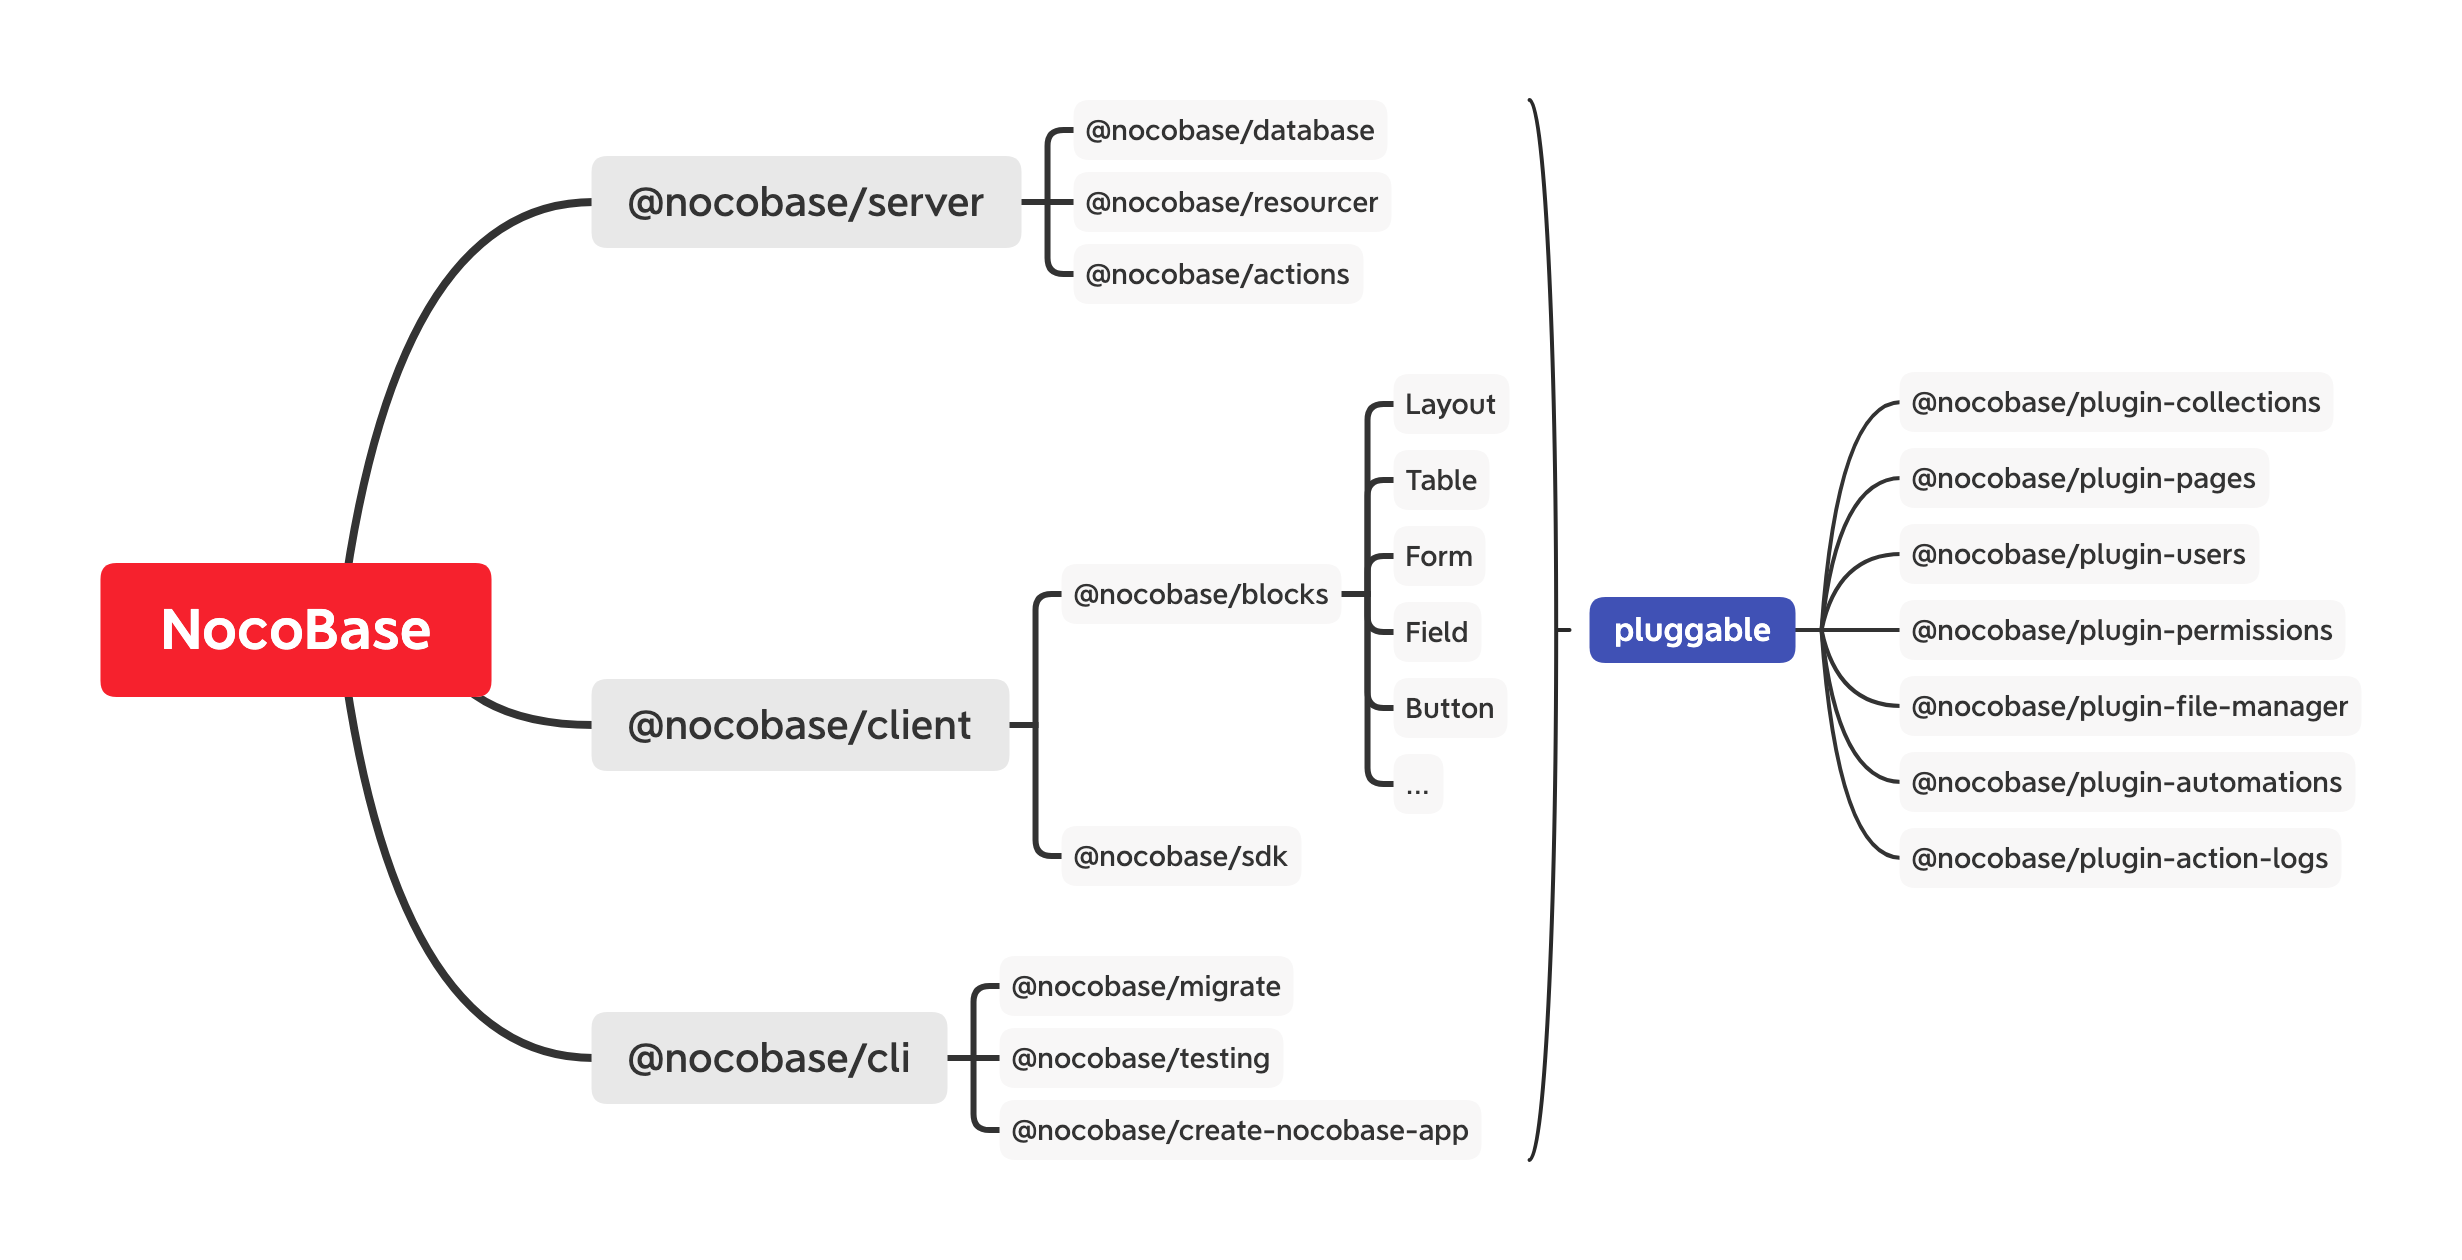 NocoBase
@nocobase/server
@nocobase/database
@nocobase/resourcer
@nocobase/actions
@nocobase/client
@nocobase/blocks
Layout
Table
Form
Field
Button
...
@nocobase/sdk
@nocobase/cli
@nocobase/migrate
@nocobase/testing
@nocobase/create-nocobase-app
pluggable
@nocobase/plugin-collections
@nocobase/plugin-pages
@nocobase/plugin-users
@nocobase/plugin-permissions
@nocobase/plugin-file-manager
@nocobase/plugin-automations
@nocobase/plugin-action-logs